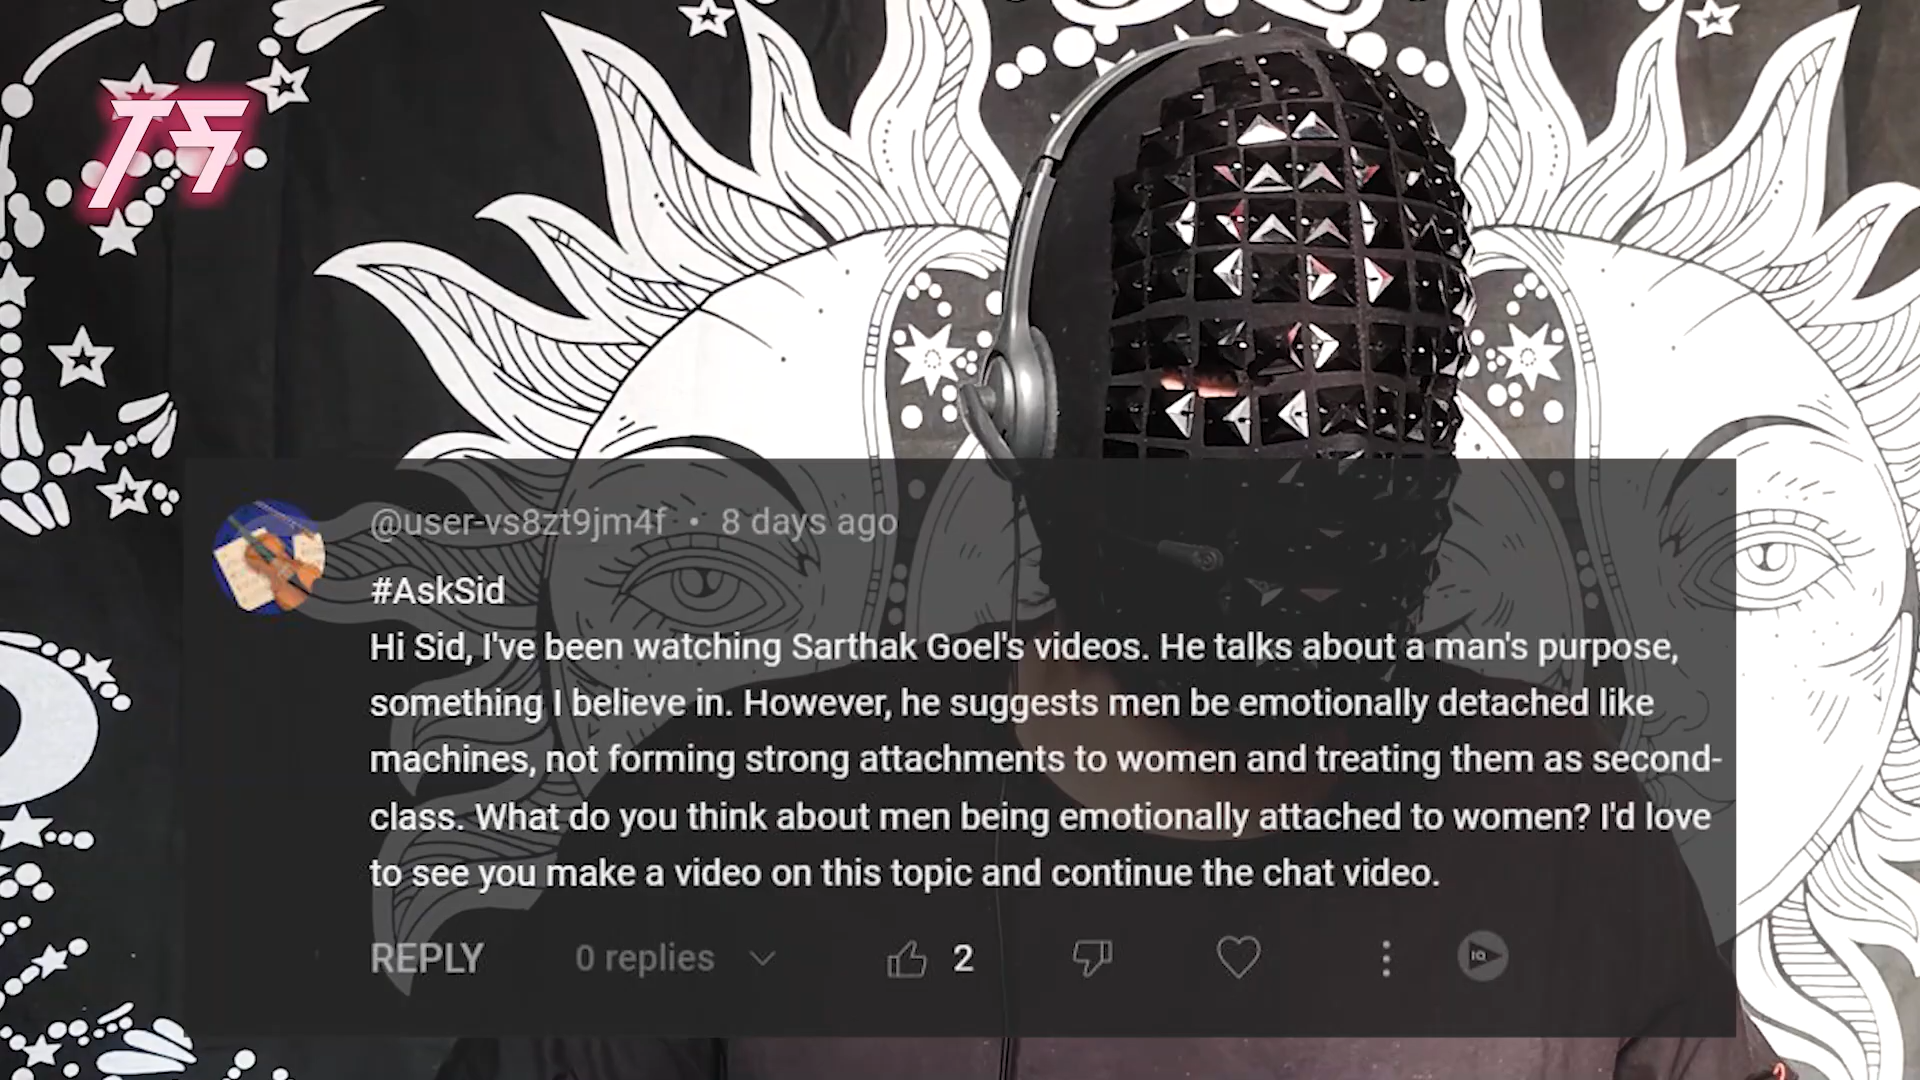 TS
@user-vs8zt9jm4f • 8 days ago
#AskSid
Hi Sid, I've been watching Sarthak Goel's videos. He talks about a man's purpose,
something I believe in. However, he suggests men be emotionally detached like
machines, not forming strong attachments to women and treating them as second-
class. What do you think about men being emotionally attached to women? I'd love
to see you make a video on this topic and continue the chat video.
REPLY 0 replies 2 IQ